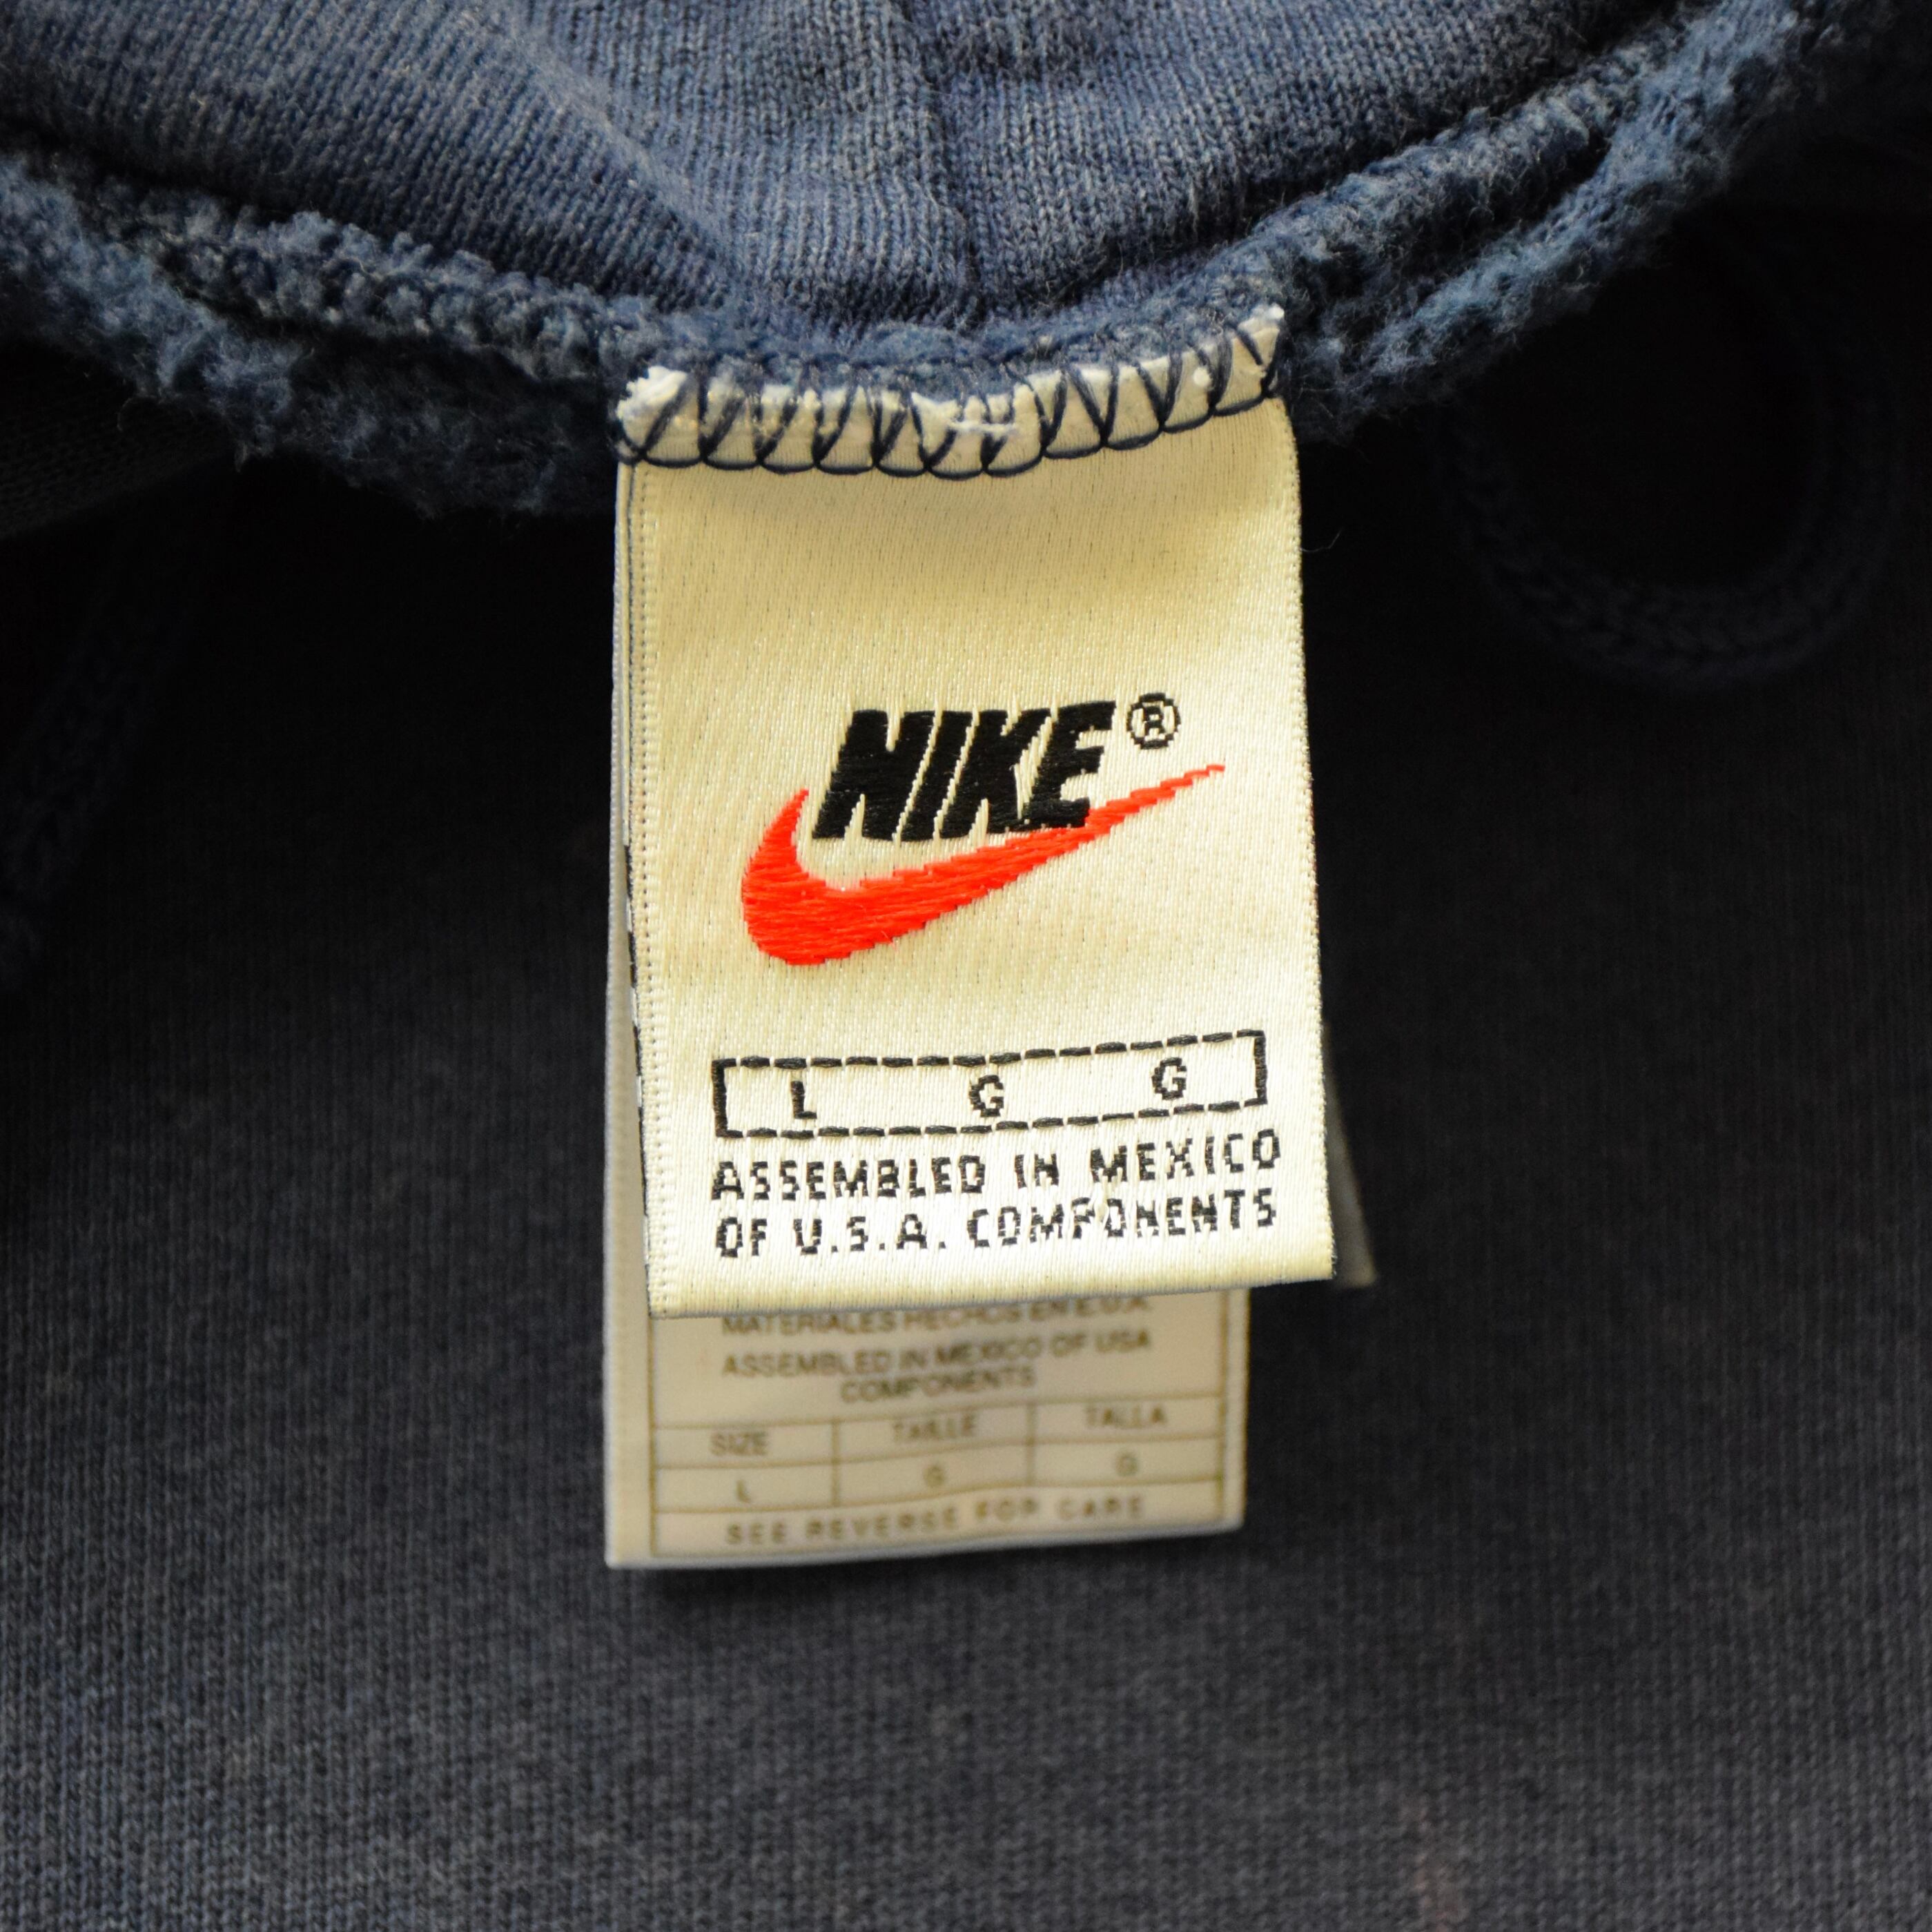 NIKE®
L G G
ASSEMBLED IN MEXICO
OF U.S.A. COMPONENTS
MATERIALES HECHOS EN E.U.A.
ASSEMBLED IN MEXICO OF USA
COMPONENTS
SIZE TAILLE TALLA
L G G
SEE REVERSE FOR CARE